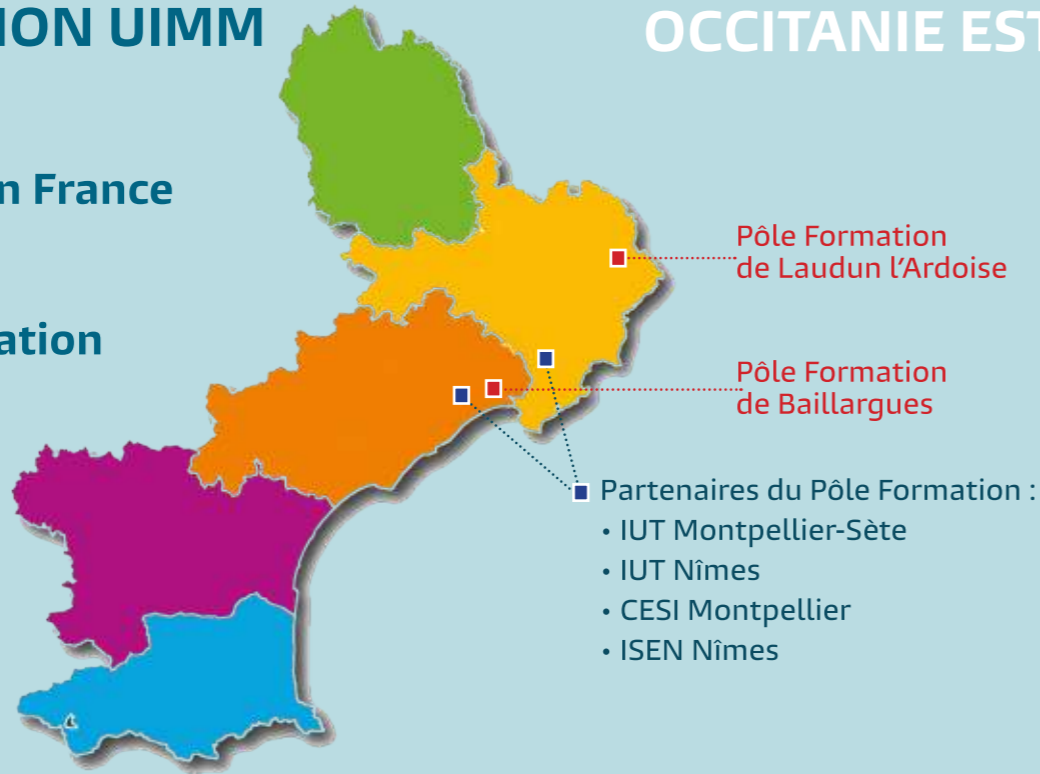 ION UIMM
OCCITANIE EST
n France
ation
Pôle Formation
de Laudun l’Ardoise
Pôle Formation
de Baillargues
Partenaires du Pôle Formation :
• IUT Montpellier-Sète
• IUT Nîmes
• CESI Montpellier
• ISEN Nîmes